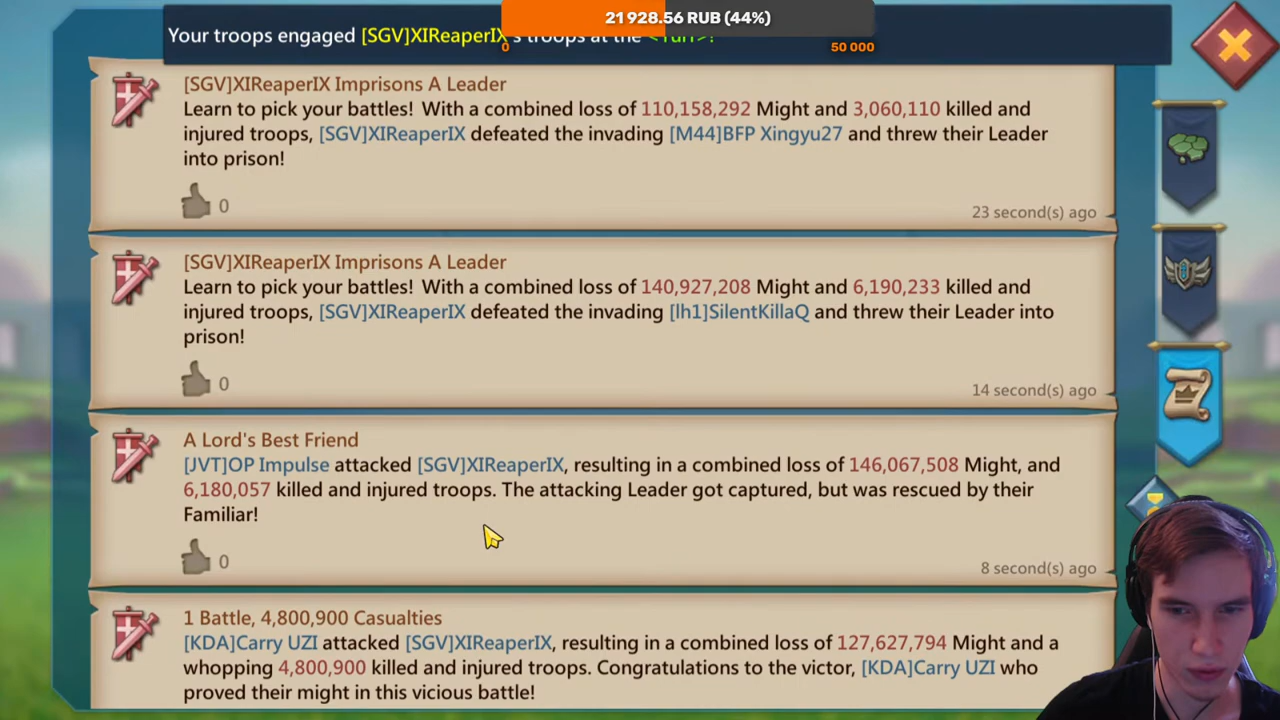 21 928.56 RUB (44%)
Your troops engaged [SGV]XIReaperIX's troops at the <Turf>!
0 50 000
[SGV]XIReaperIX Imprisons A Leader
Learn to pick your battles! With a combined loss of 110,158,292 Might and 3,060,110 killed and
injured troops, [SGV]XIReaperIX defeated the invading [M44]BFP Xingyu27 and threw their Leader
into prison!
0
23 second(s) ago
[SGV]XIReaperIX Imprisons A Leader
Learn to pick your battles! With a combined loss of 140,927,208 Might and 6,190,233 killed and
injured troops, [SGV]XIReaperIX defeated the invading [lh1]SilentKillaQ and threw their Leader into
prison!
0
14 second(s) ago
A Lord's Best Friend
[JVT]OP Impulse attacked [SGV]XIReaperIX, resulting in a combined loss of 146,067,508 Might, and
6,180,057 killed and injured troops. The attacking Leader got captured, but was rescued by their
Familiar!
0
8 second(s) ago
1 Battle, 4,800,900 Casualties
[KDA]Carry UZI attacked [SGV]XIReaperIX, resulting in a combined loss of 127,627,794 Might and a
whopping 4,800,900 killed and injured troops. Congratulations to the victor, [KDA]Carry UZI who
proved their might in this vicious battle!